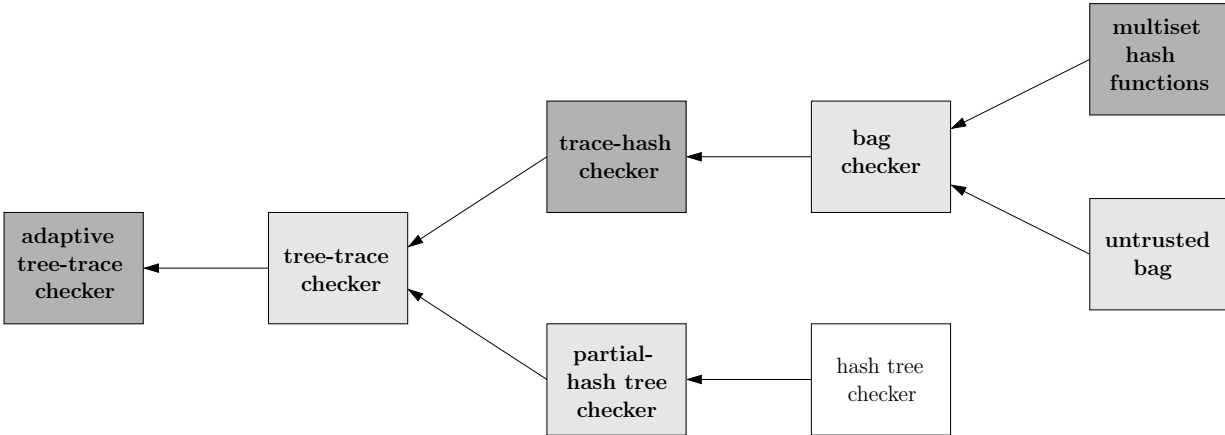 multiset
hash
functions
trace-hash
checker
bag
checker
adaptive
tree-trace
checker
tree-trace
checker
untrusted
bag
partial-
hash tree
checker
hash tree
checker